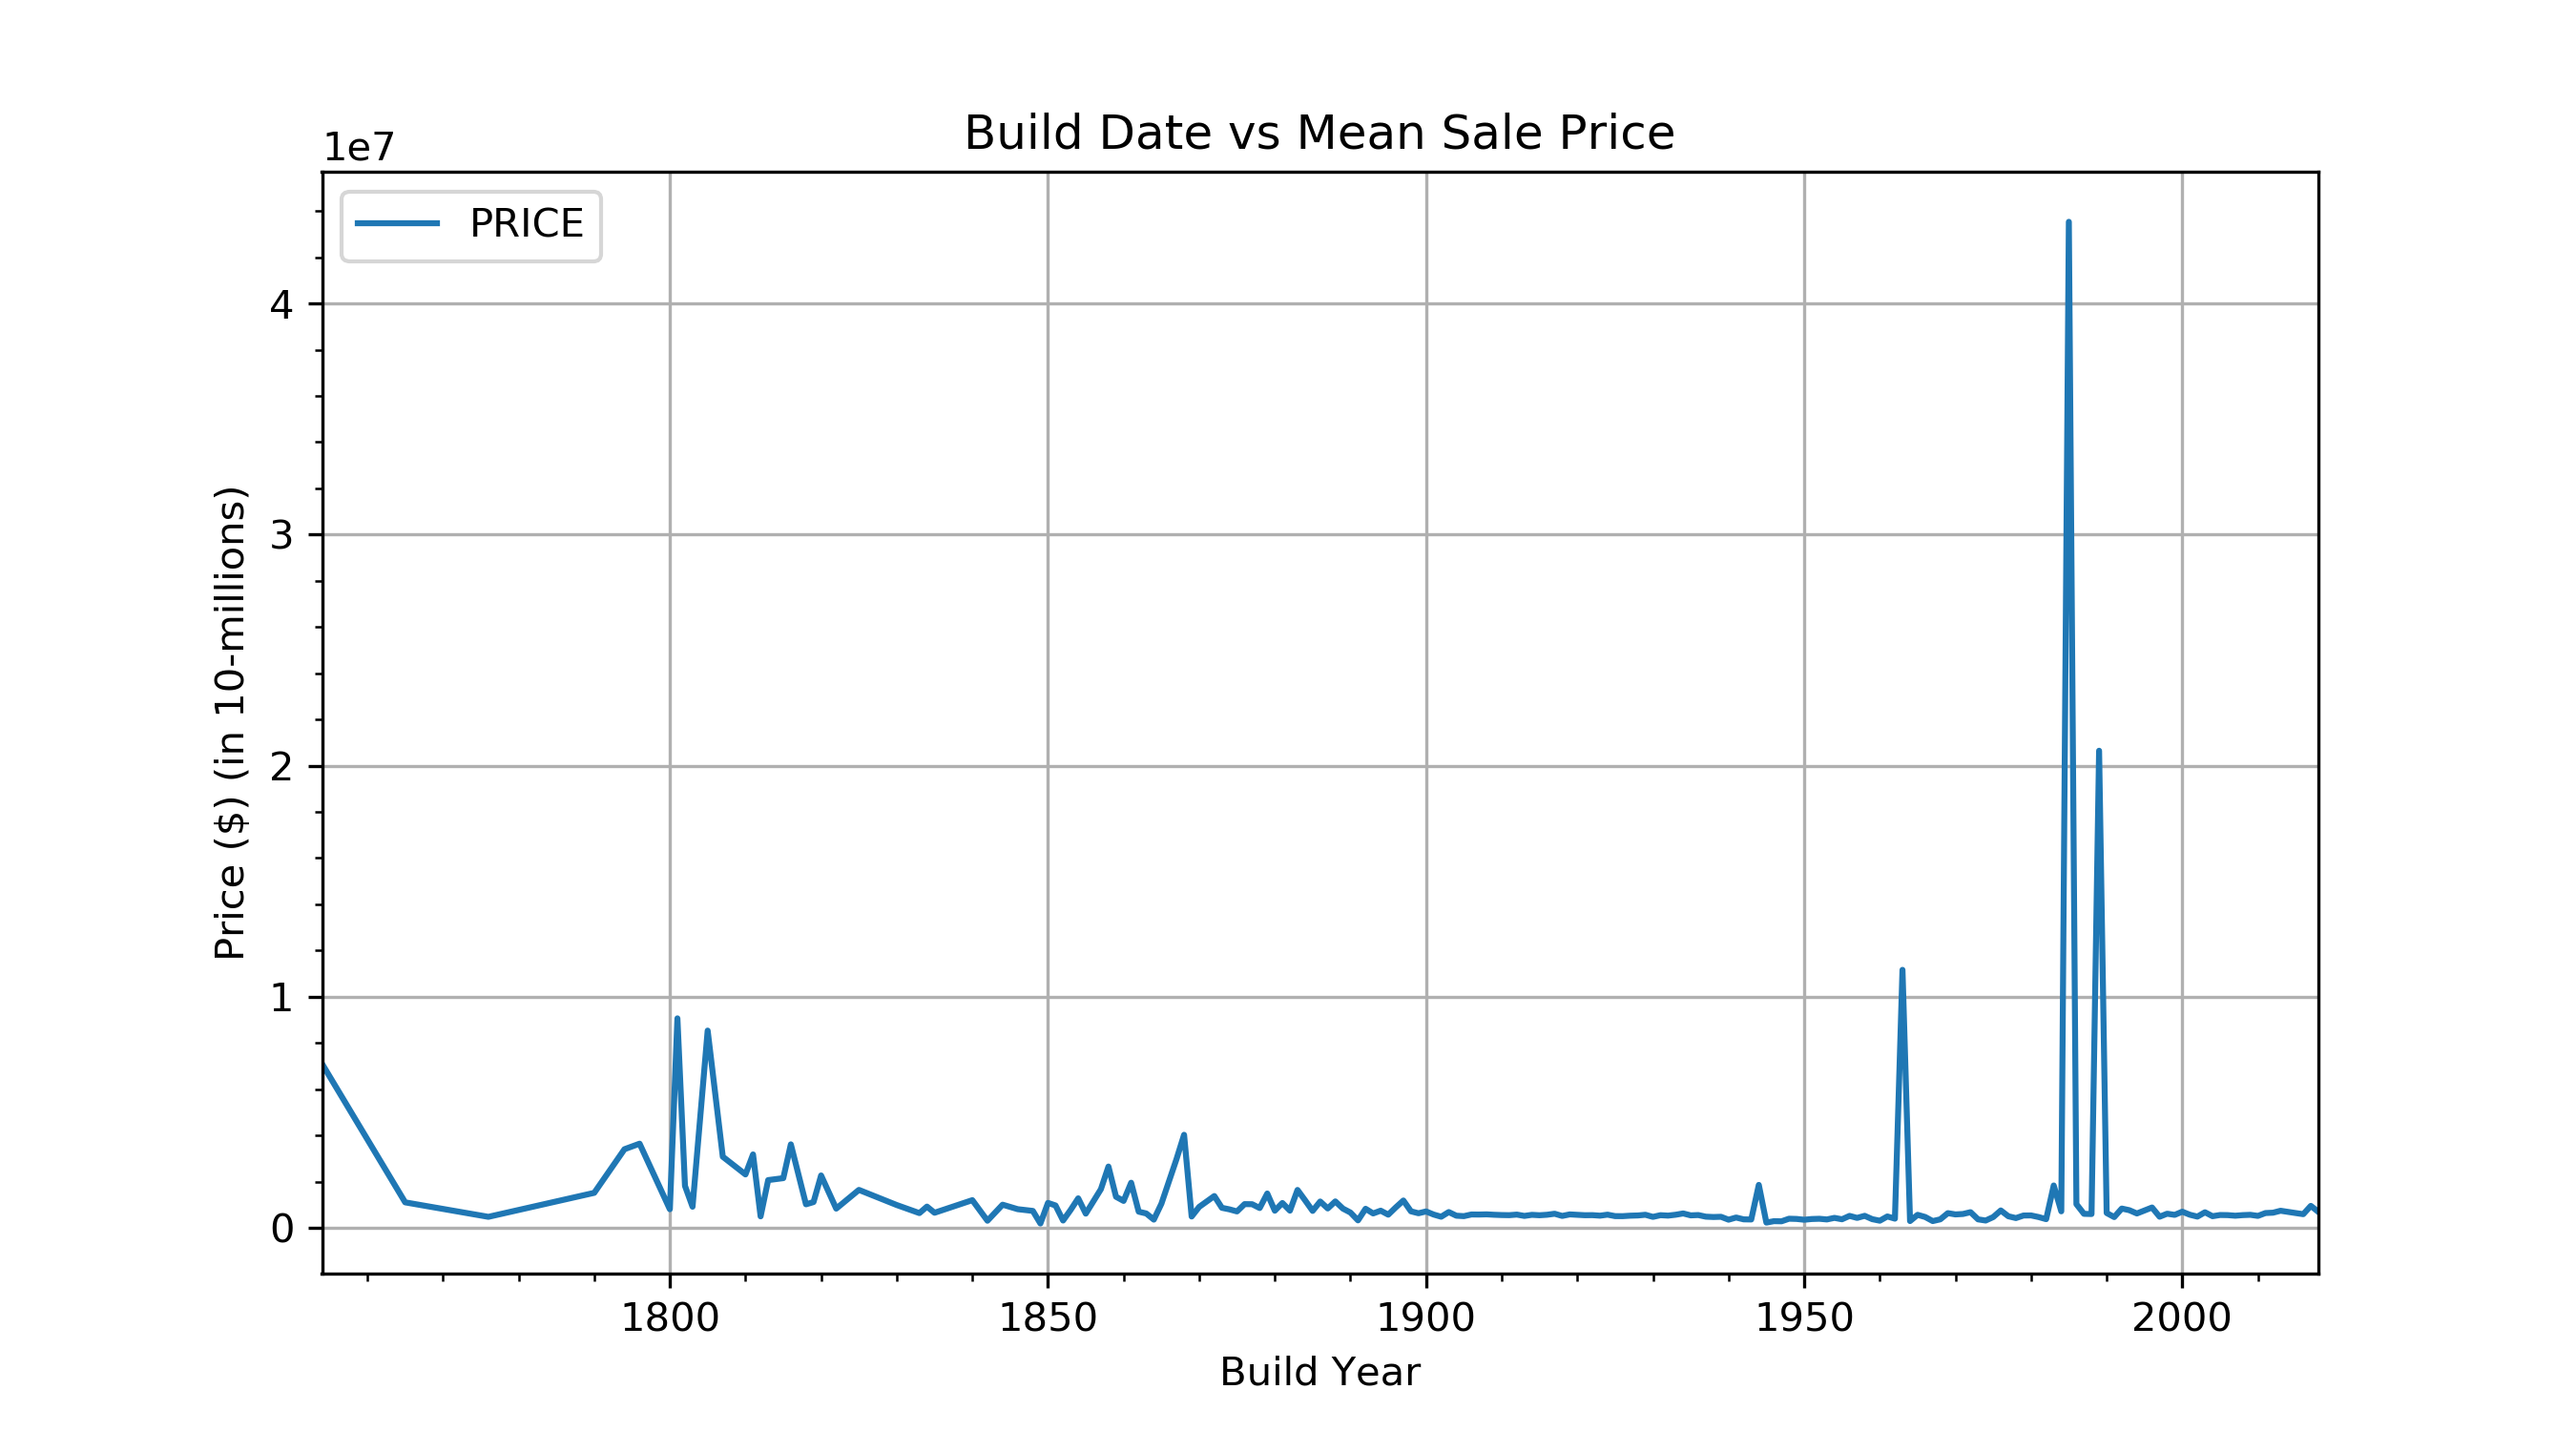 Build Date vs Mean Sale Price
1e7
PRICE
4
3
2
1
0
Price ($) (in 10-millions)
1800 1850 1900 1950 2000
Build Year